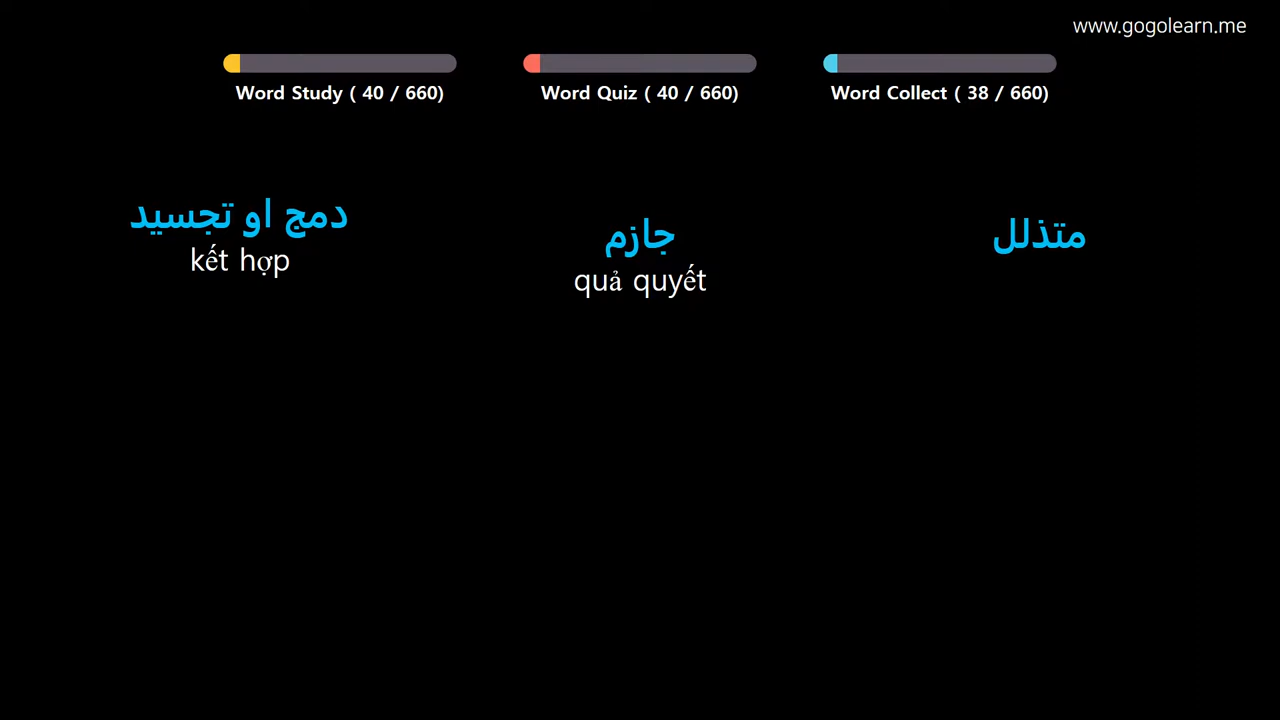 www.gogolearn.me
Word Study ( 40 / 660)
Word Quiz ( 40 / 660)
Word Collect ( 38 / 660)
دمج او تجسيد
kết hợp
جازم
quả quyết
متذلل